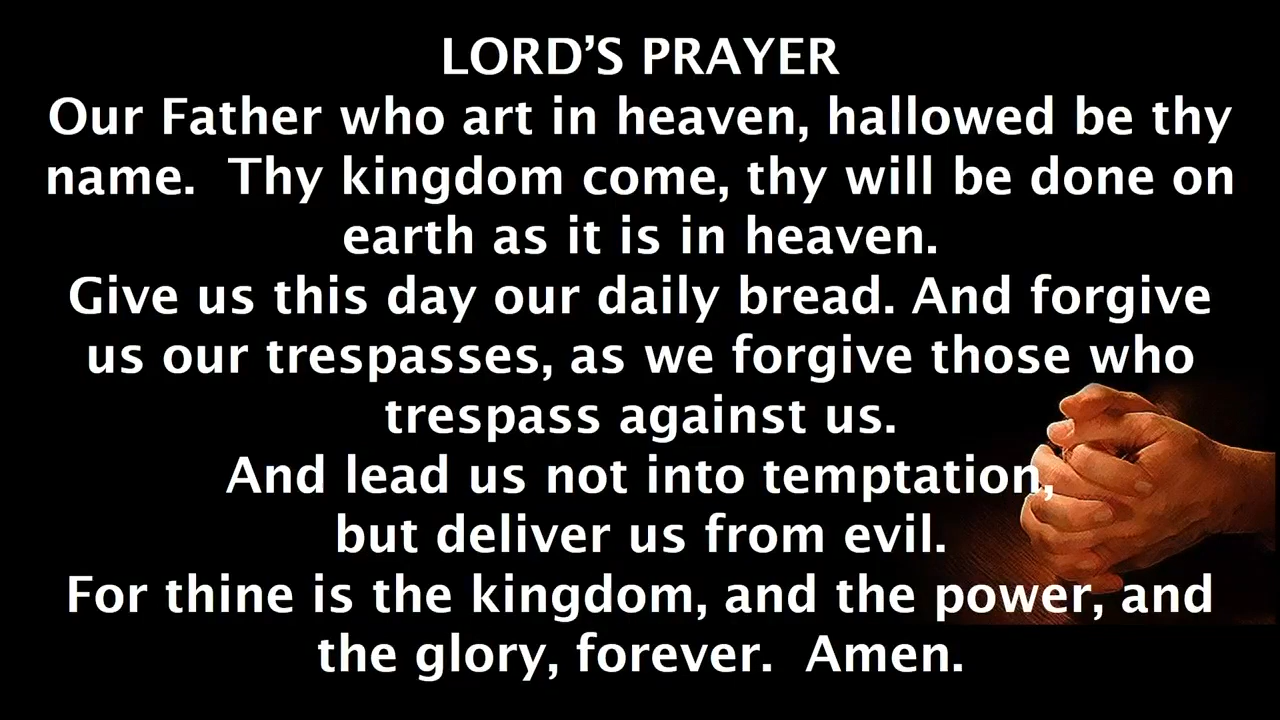 LORD’S PRAYER
Our Father who art in heaven, hallowed be thy
name.  Thy kingdom come, thy will be done on
earth as it is in heaven.
Give us this day our daily bread. And forgive
us our trespasses, as we forgive those who
trespass against us.
And lead us not into temptation,
but deliver us from evil.
For thine is the kingdom, and the power, and
the glory, forever.  Amen.